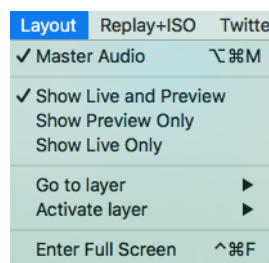 Layout Replay+ISO Twitte
✓ Master Audio ⌥⌘M
✓ Show Live and Preview
Show Preview Only
Show Live Only
Go to layer ▶
Activate layer ▶
Enter Full Screen ^⌘F